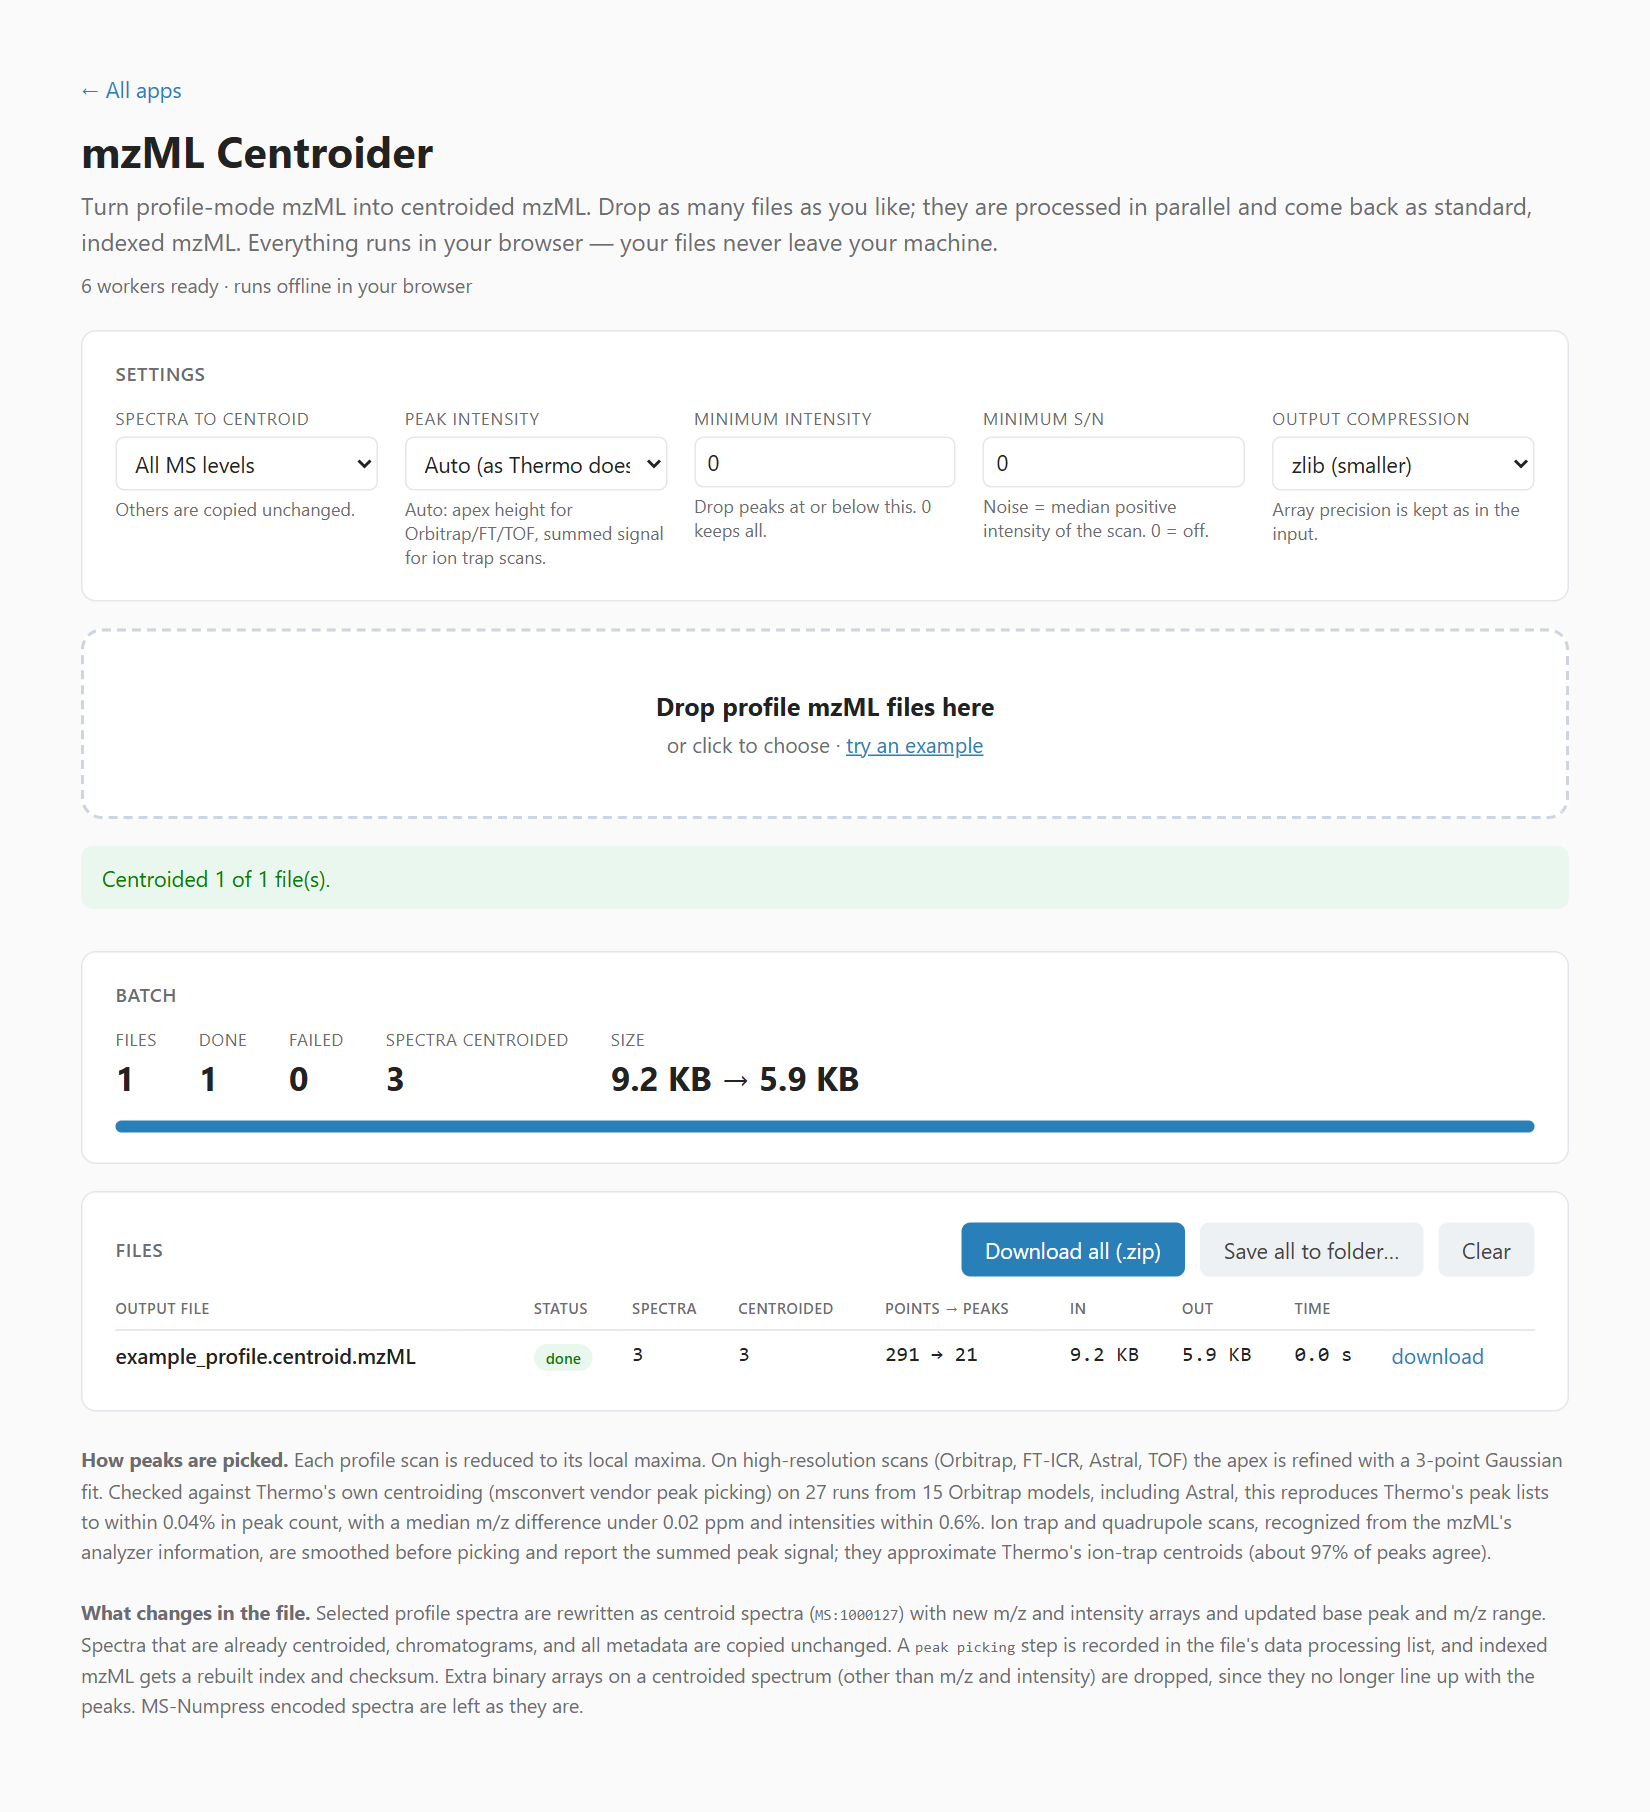 ← All apps
mzML Centroider
Turn profile-mode mzML into centroided mzML. Drop as many files as you like; they are processed in parallel and come back as standard,
indexed mzML. Everything runs in your browser — your files never leave your machine.
6 workers ready · runs offline in your browser
SETTINGS
SPECTRA TO CENTROID
All MS levels
Others are copied unchanged.
PEAK INTENSITY
Auto (as Thermo does
Auto: apex height for
Orbitrap/FT/TOF, summed signal
for ion trap scans.
MINIMUM INTENSITY
0
Drop peaks at or below this. 0
keeps all.
MINIMUM S/N
0
Noise = median positive
intensity of the scan. 0 = off.
OUTPUT COMPRESSION
zlib (smaller)
Array precision is kept as in the
input.
Drop profile mzML files here
or click to choose · try an example
Centroided 1 of 1 file(s).
BATCH
FILES DONE FAILED SPECTRA CENTROIDED SIZE
1 1 0 3 9.2 KB → 5.9 KB
FILES
Download all (.zip) Save all to folder... Clear
OUTPUT FILE STATUS SPECTRA CENTROIDED POINTS → PEAKS IN OUT TIME
example_profile.centroid.mzML done 3 3 291 → 21 9.2 KB 5.9 KB 0.0 s download
How peaks are picked. Each profile scan is reduced to its local maxima. On high-resolution scans (Orbitrap, FT-ICR, Astral, TOF) the apex is refined with a 3-point Gaussian
fit. Checked against Thermo's own centroiding (msconvert vendor peak picking) on 27 runs from 15 Orbitrap models, including Astral, this reproduces Thermo's peak lists
to within 0.04% in peak count, with a median m/z difference under 0.02 ppm and intensities within 0.6%. Ion trap and quadrupole scans, recognized from the mzML's
analyzer information, are smoothed before picking and report the summed peak signal; they approximate Thermo's ion-trap centroids (about 97% of peaks agree).
What changes in the file. Selected profile spectra are rewritten as centroid spectra (MS:1000127) with new m/z and intensity arrays and updated base peak and m/z range.
Spectra that are already centroided, chromatograms, and all metadata are copied unchanged. A peak picking step is recorded in the file's data processing list, and indexed
mzML gets a rebuilt index and checksum. Extra binary arrays on a centroided spectrum (other than m/z and intensity) are dropped, since they no longer line up with the
peaks. MS-Numpress encoded spectra are left as they are.